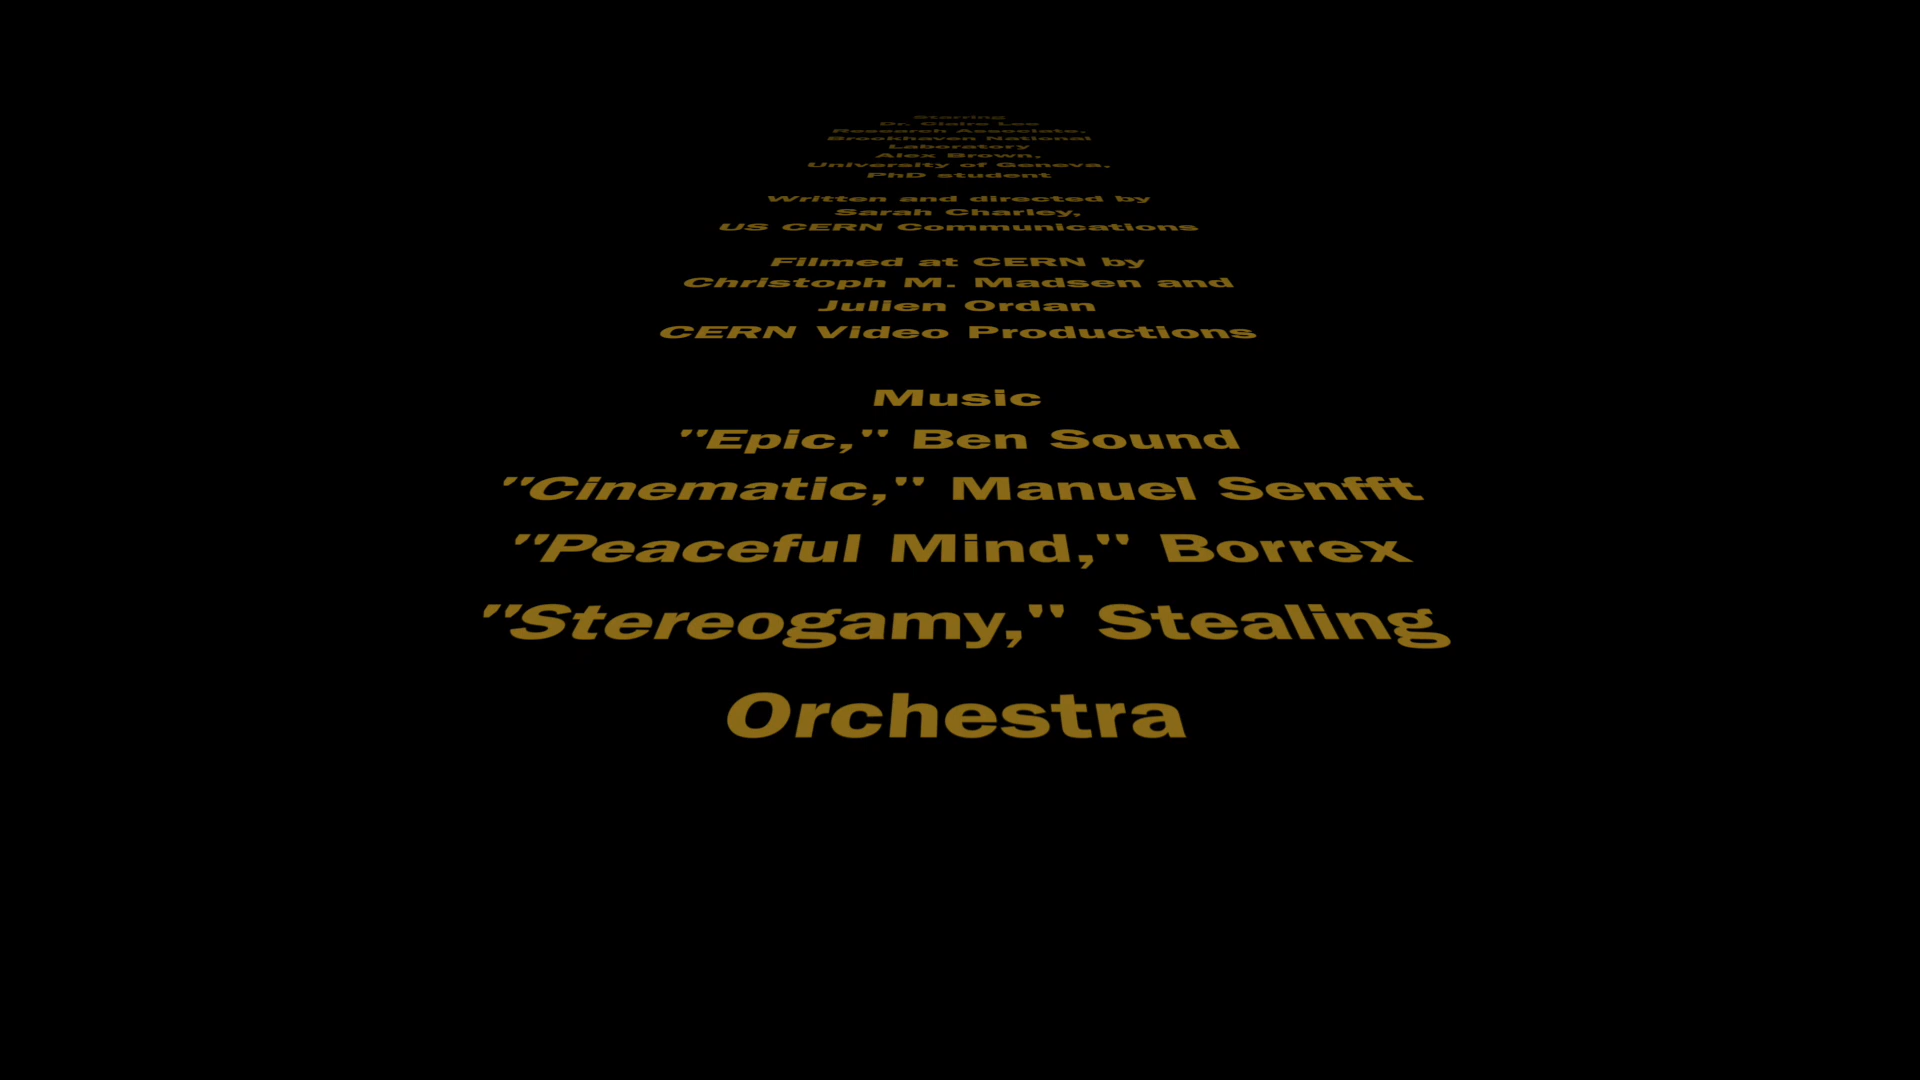 Starring
Dr. Claire Lee
Research Associate,
Brookhaven National
Laboratory
Alex Brown,
University of Geneva,
PhD student
Written and directed by
Sarah Charley,
US CERN Communications
Filmed at CERN by
Christoph M. Madsen and
Julien Ordan
CERN Video Productions
Music
"Epic," Ben Sound
"Cinematic," Manuel Senfft
"Peaceful Mind," Borrex
"Stereogamy," Stealing
Orchestra